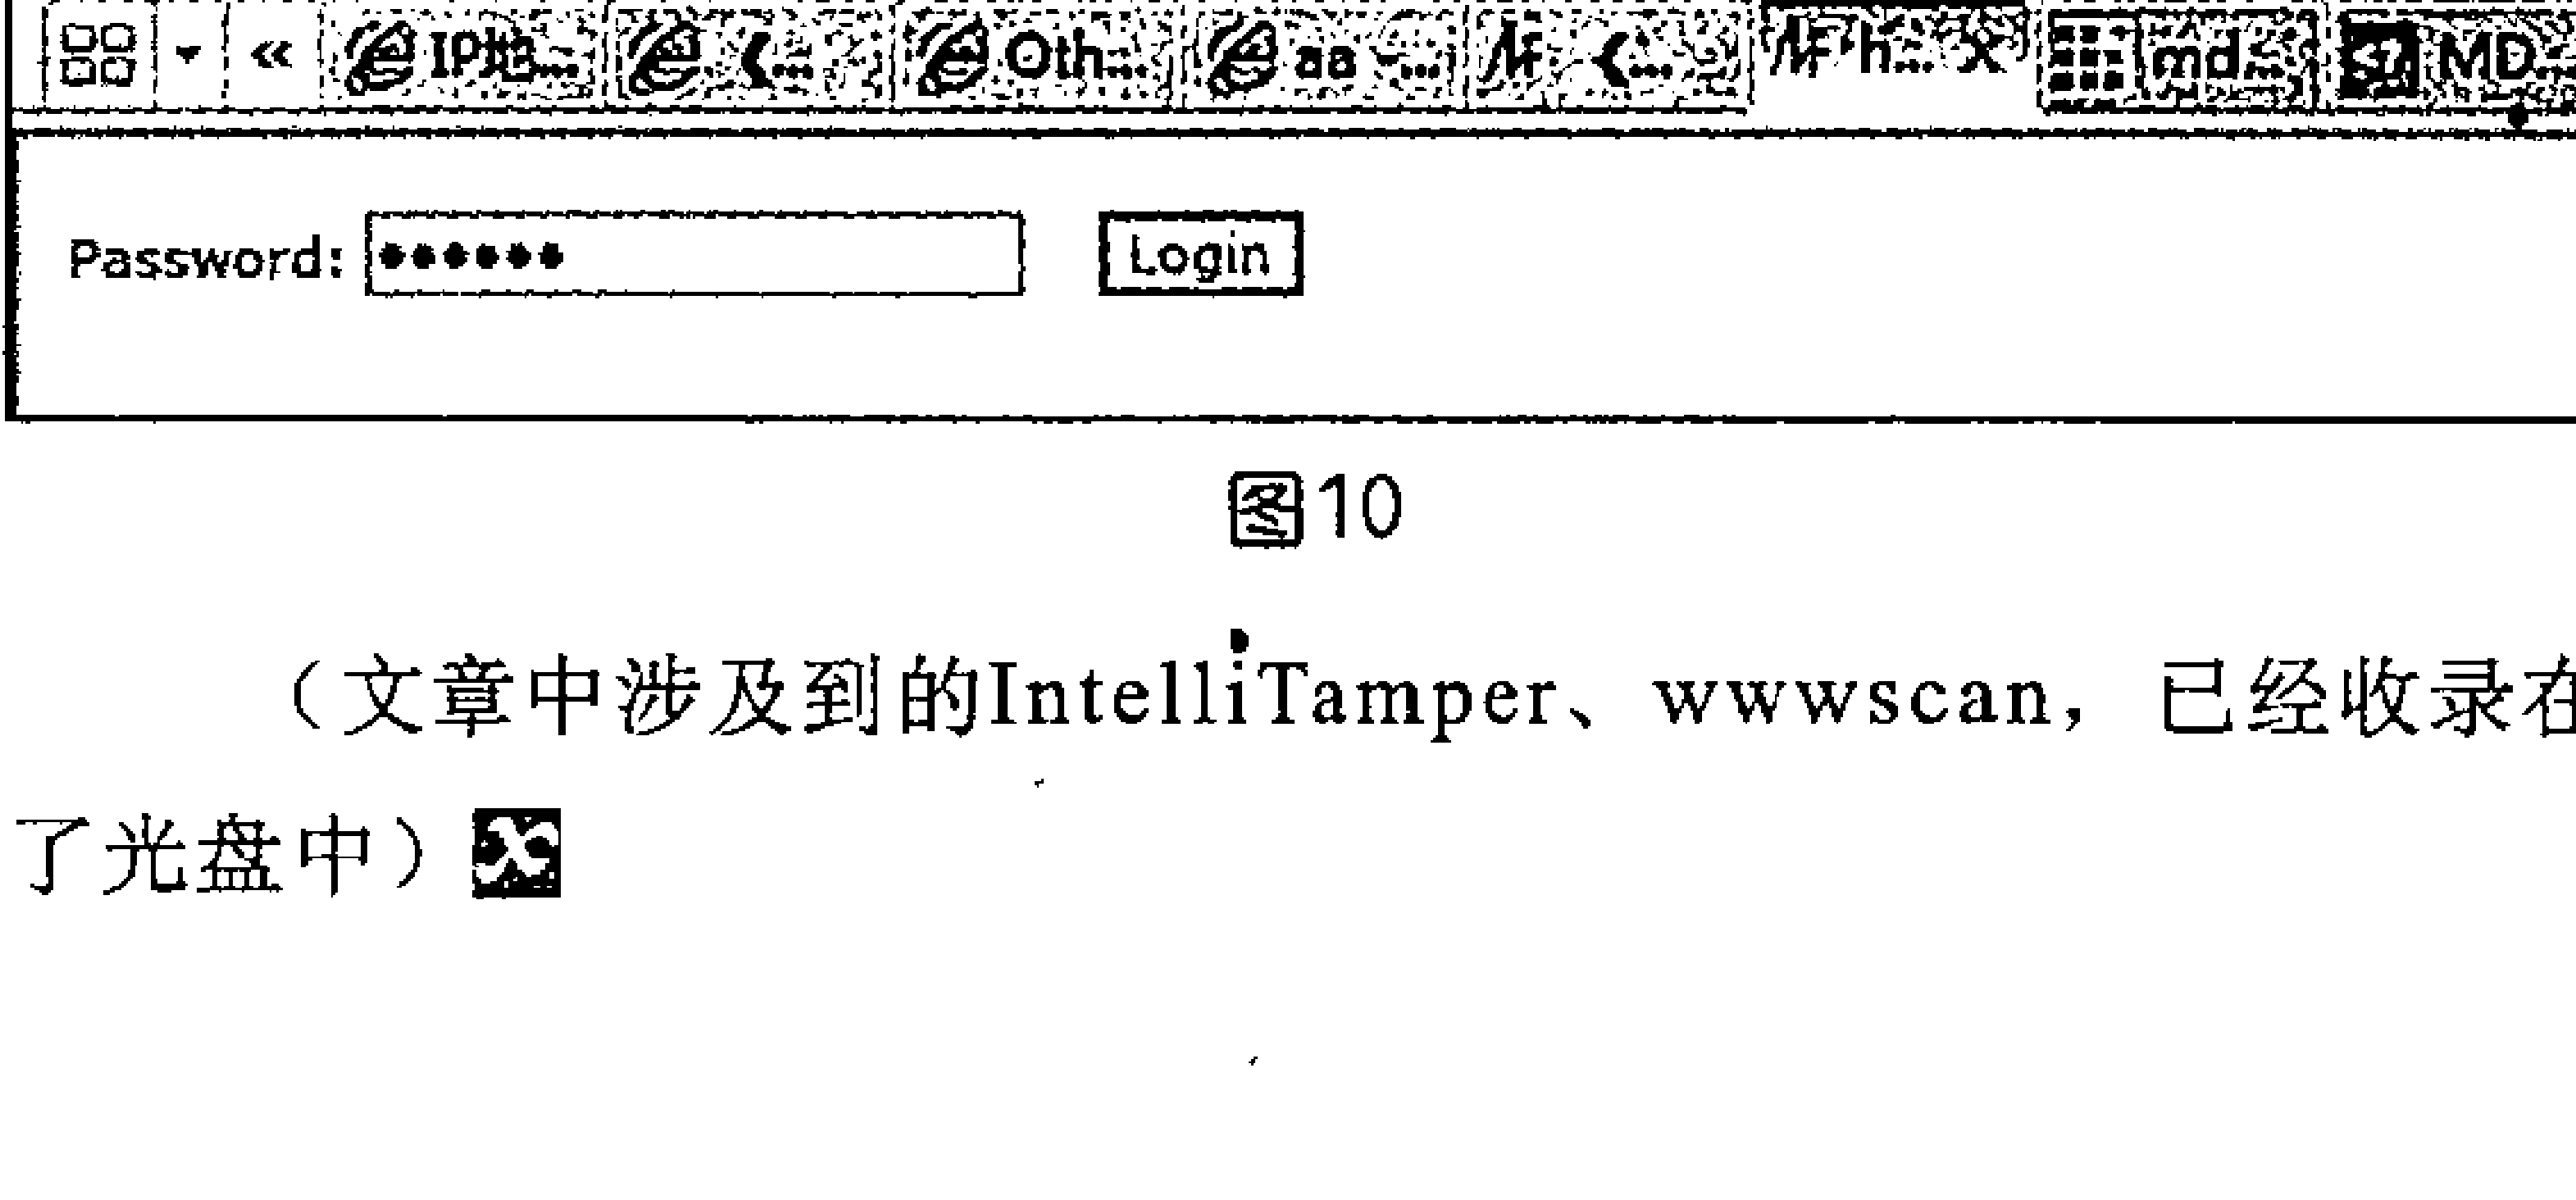 « IP地... 《... Oth... aa ... 《... h... X md... MD...
Password: •••••• Login
图10
（文章中涉及到的IntelliTamper、wwwscan，已经收录在
了光盘中）